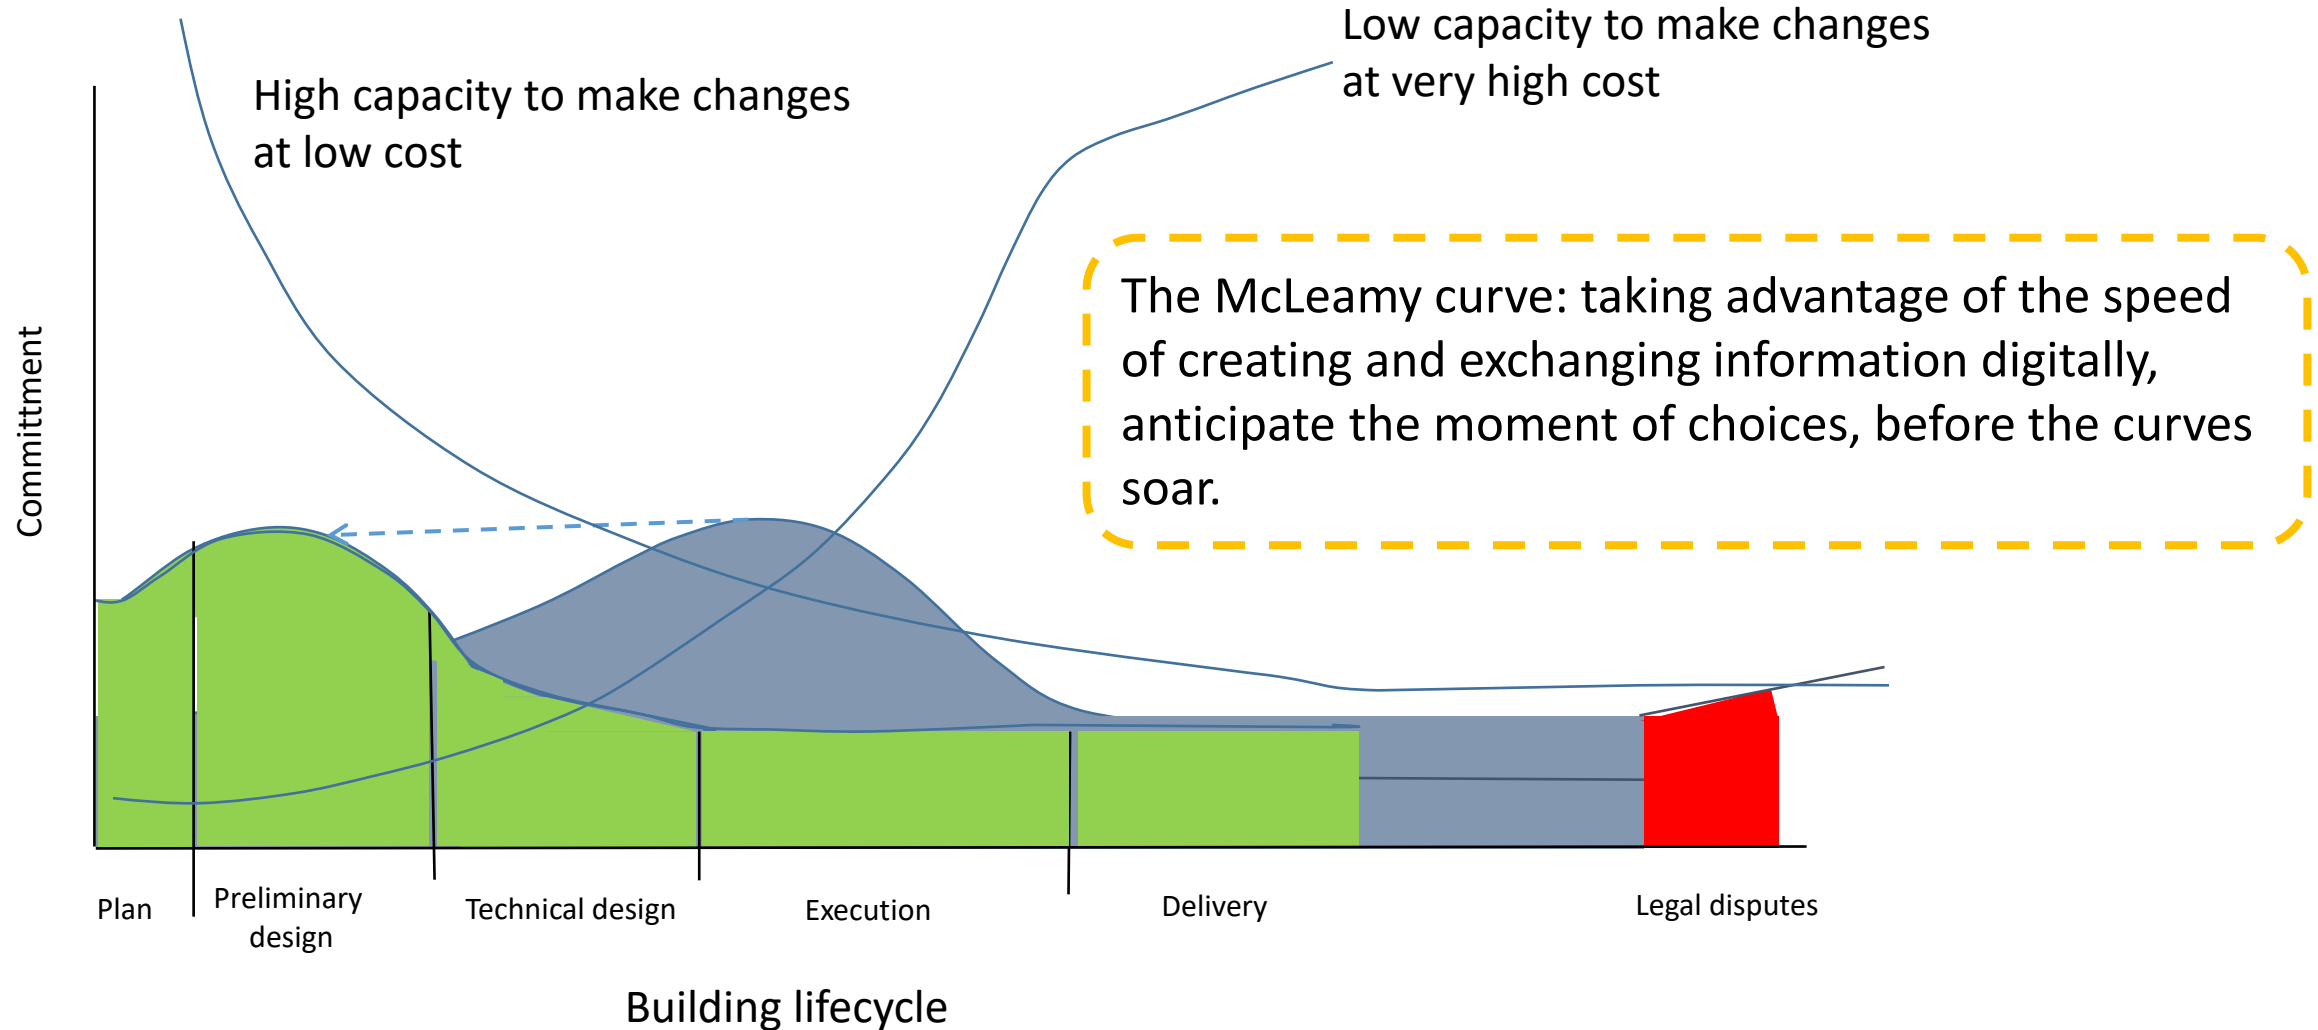 Low capacity to make changes
at very high cost
High capacity to make changes
at low cost
The McLeamy curve: taking advantage of the speed
of creating and exchanging information digitally,
anticipate the moment of choices, before the curves
soar.
Committment
Plan
Preliminary
design
Technical design
Execution
Delivery
Legal disputes
Building lifecycle